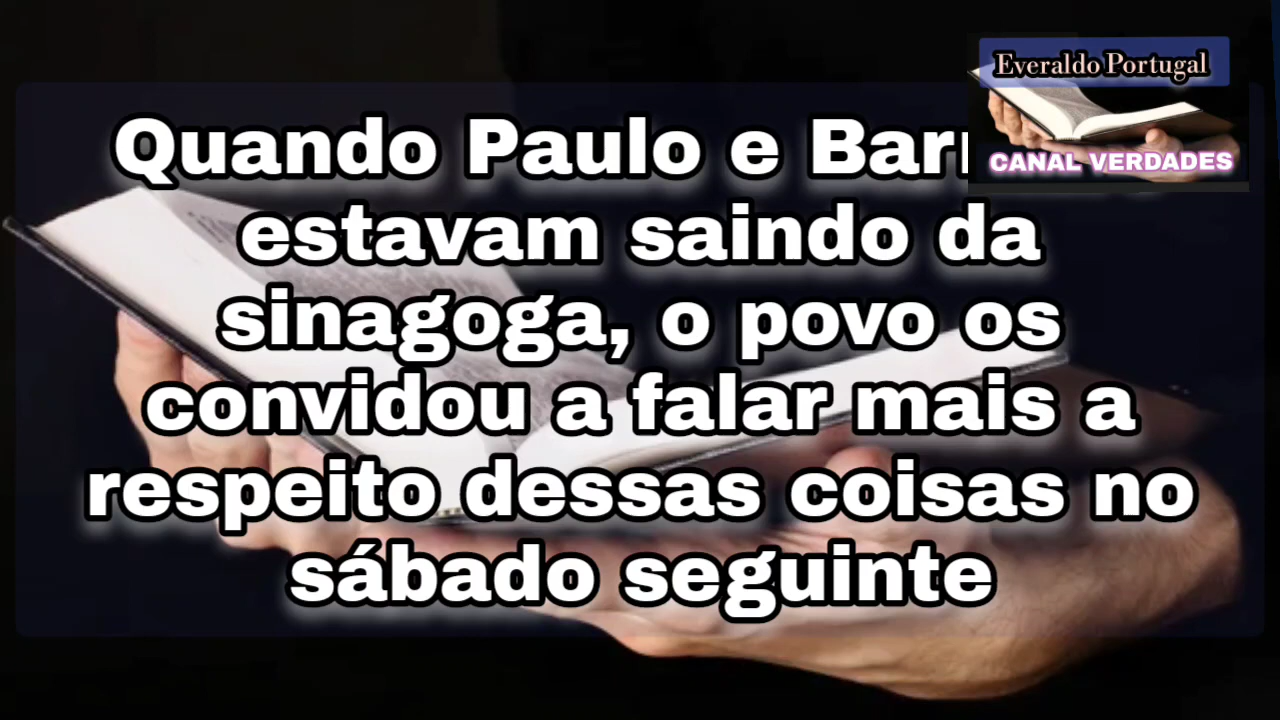 Everaldo Portugal
CANAL VERDADES
Quando Paulo e
estavam saindo da
sinagoga, o povo os
convidou a falar mais a
respeito dessas coisas no
sábado seguinte